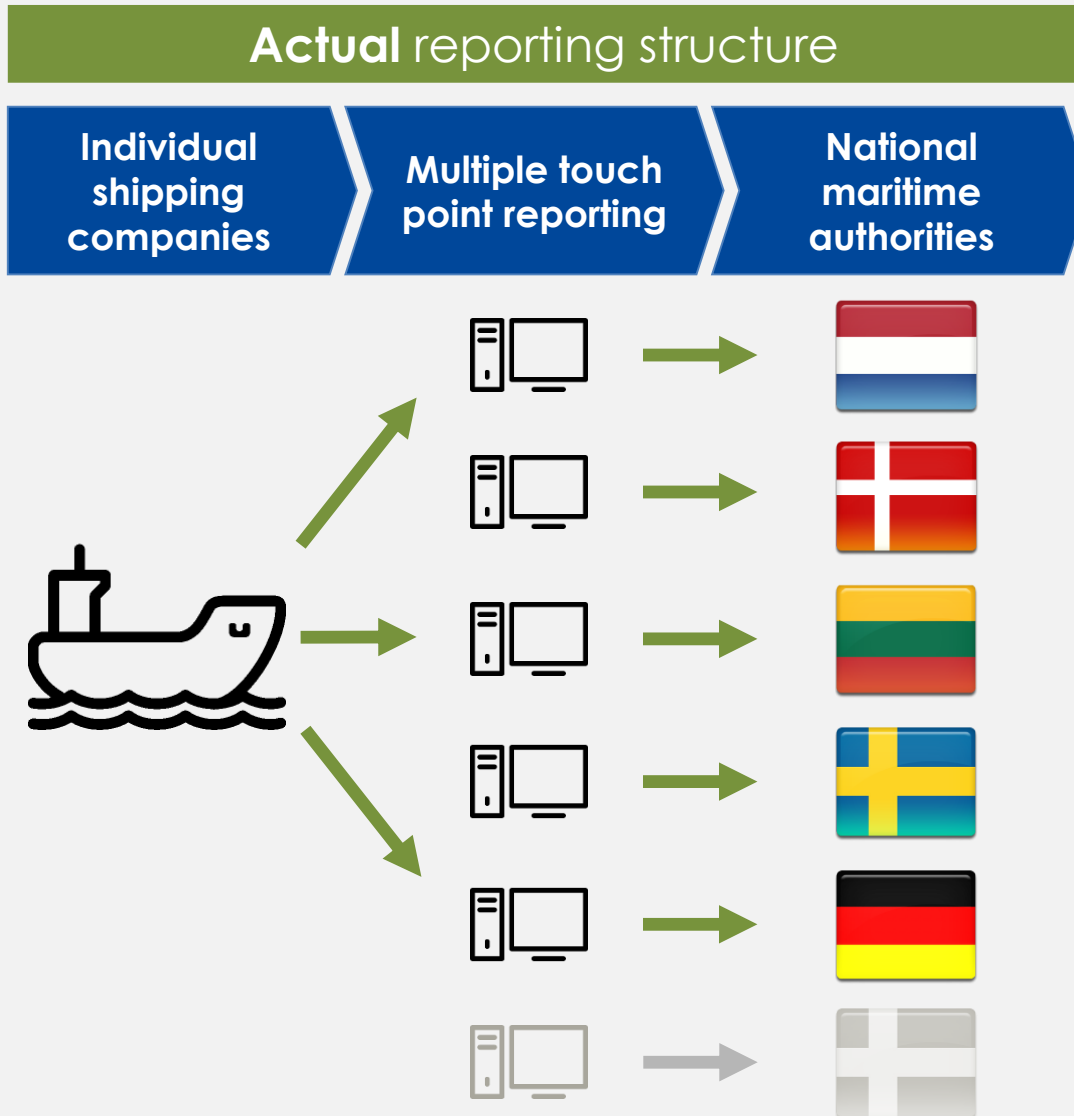 Actual reporting structure
Individual
shipping
companies
Multiple touch
point reporting
National
maritime
authorities